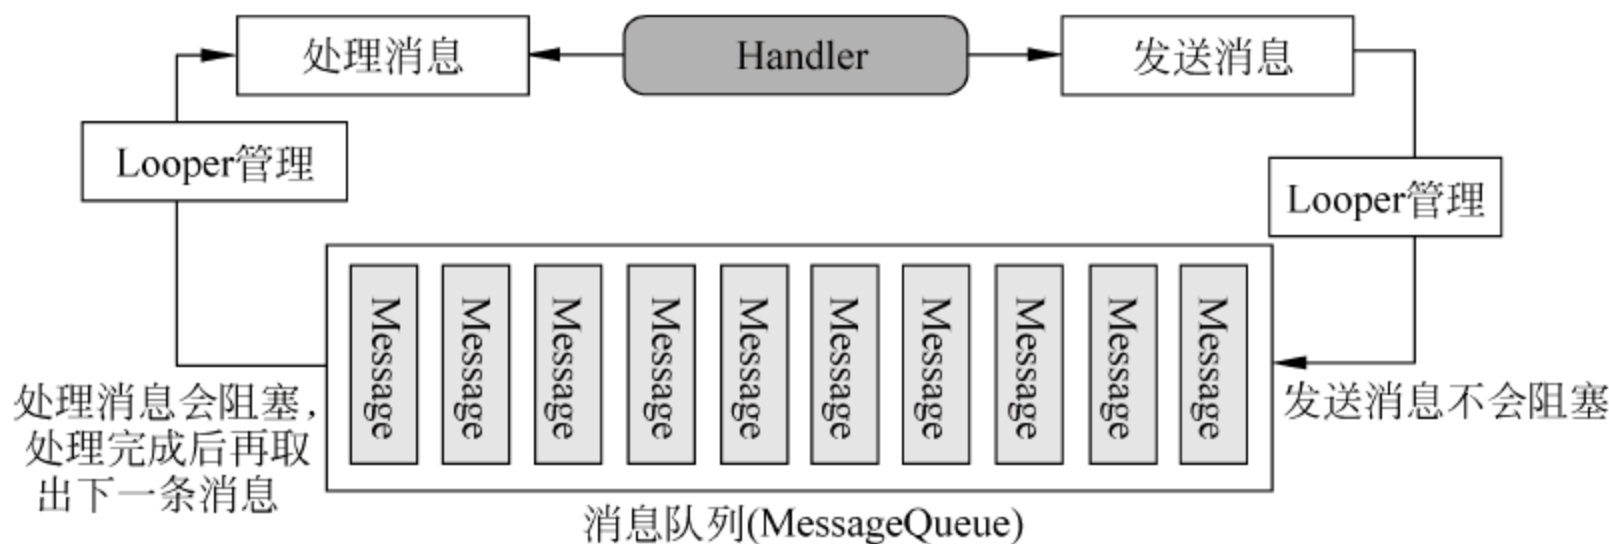 处理消息
Handler
发送消息
Looper管理
Looper管理
Message
Message
Message
Message
Message
Message
Message
Message
Message
Message
处理消息会阻塞,
处理完成后再取
出下一条消息
发送消息不会阻塞
消息队列(MessageQueue)